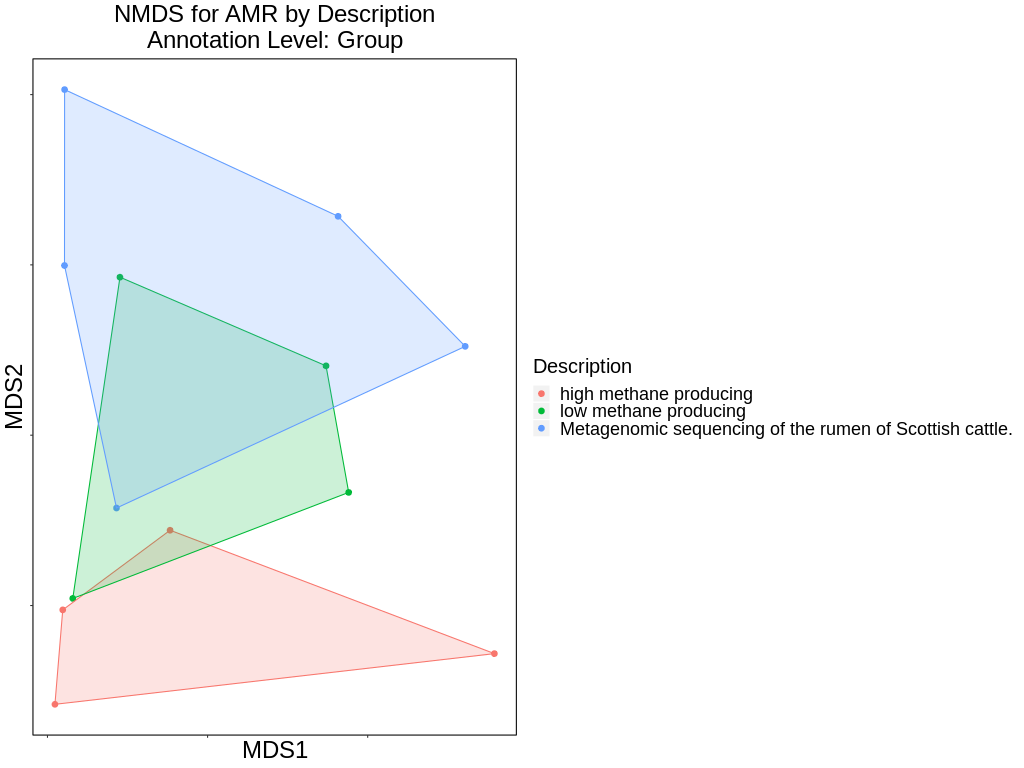 NMDS for AMR by Description
Annotation Level: Group
MDS2
Description
high methane producing
low methane producing
Metagenomic sequencing of the rumen of Scottish cattle.
MDS1